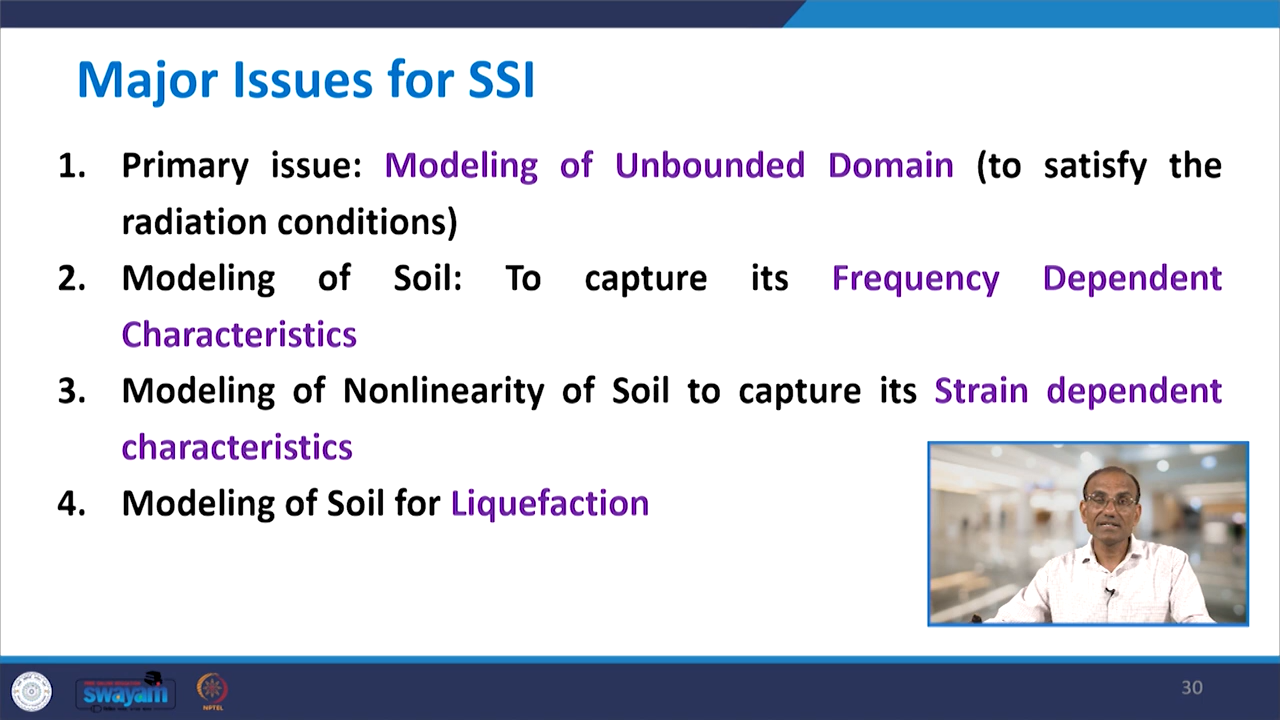 Major Issues for SSI
1. Primary issue: Modeling of Unbounded Domain (to satisfy the
radiation conditions)
2. Modeling of Soil: To capture its Frequency Dependent
Characteristics
3. Modeling of Nonlinearity of Soil to capture its Strain dependent
characteristics
4. Modeling of Soil for Liquefaction
swayam
NPTEL
30